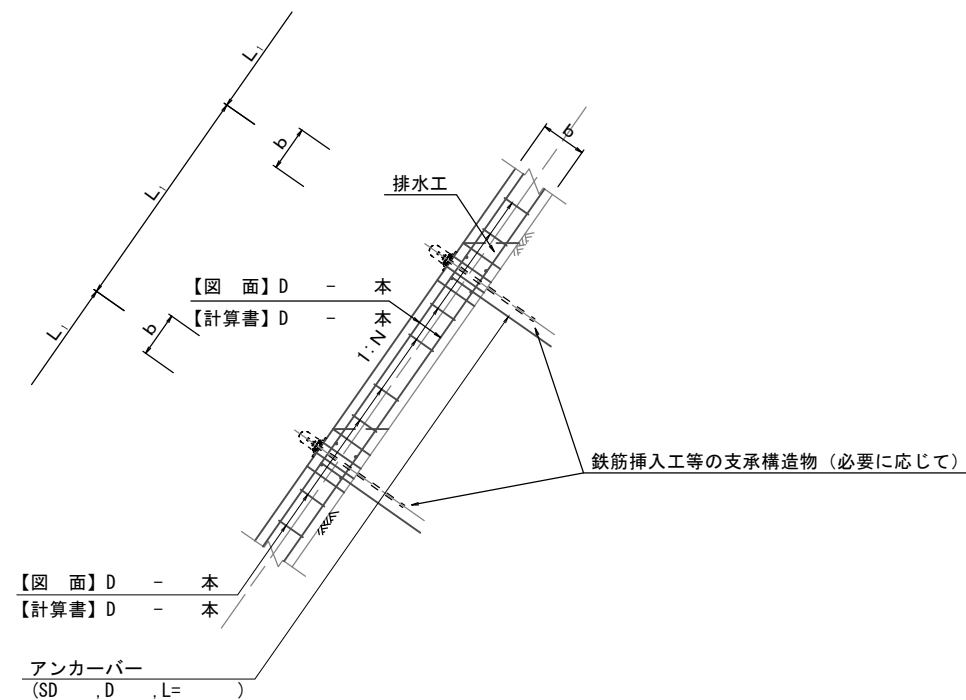 L₁
b
b
排水工
L₁
【図　面】D　-　本
【計算書】D　-　本
b
L₁
1:N
鉄筋挿入工等の支承構造物（必要に応じて）
【図　面】D　-　本
【計算書】D　-　本
アンカーバー
(SD　,D　,L=　　)